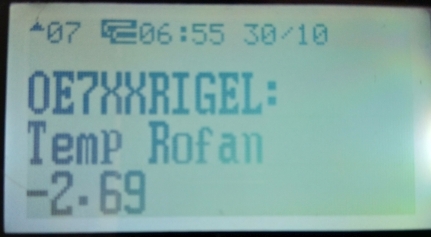 07 06:55 30/10
OE7XXRIGEL:
Temp Rofan
-2.69